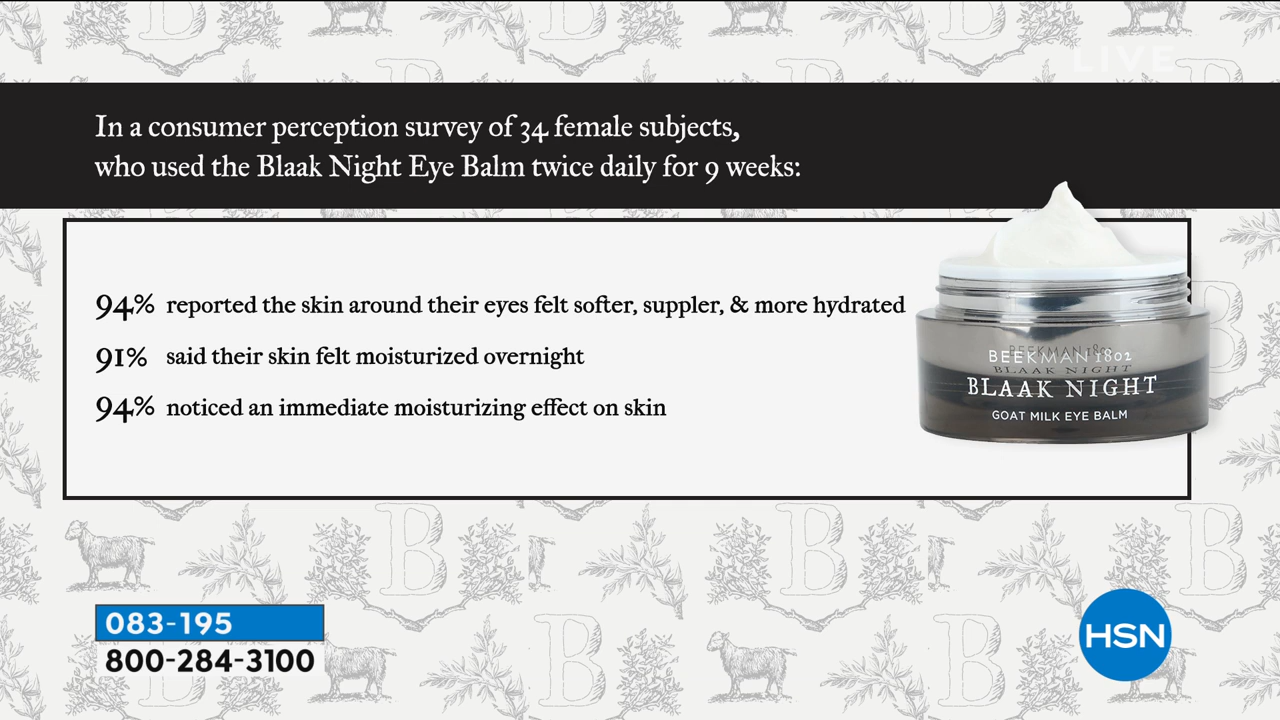 LIVE
In a consumer perception survey of 34 female subjects,
who used the Blaak Night Eye Balm twice daily for 9 weeks:
94% reported the skin around their eyes felt softer, suppler, & more hydrated
91% said their skin felt moisturized overnight
94% noticed an immediate moisturizing effect on skin
BEEKMAN 1802
BLAAK NIGHT
GOAT MILK EYE BALM
083-195
800-284-3100
HSN